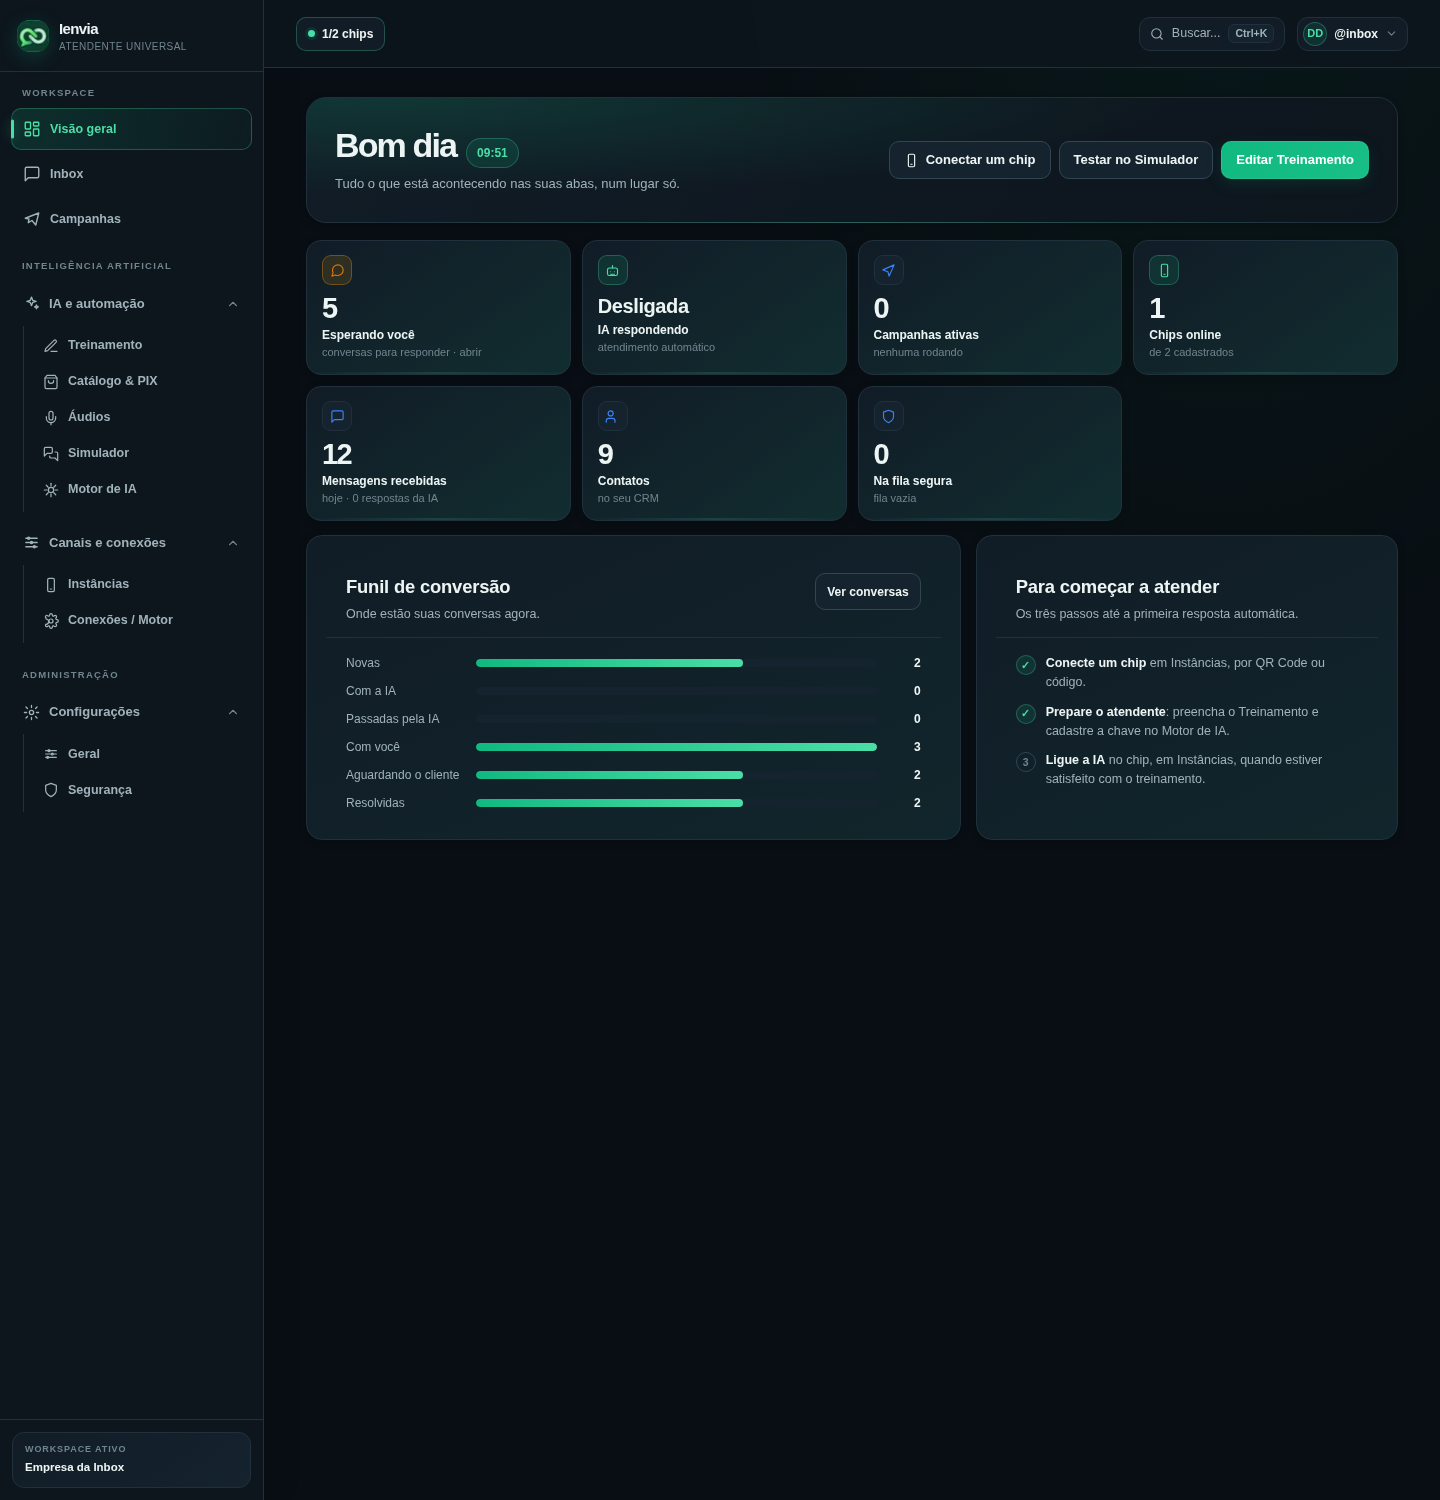 Ienvia
ATENDENTE UNIVERSAL
WORKSPACE
Visão geral
Inbox
Campanhas
INTELIGÊNCIA ARTIFICIAL
IA e automação
Treinamento
Catálogo & PIX
Áudios
Simulador
Motor de IA
Canais e conexões
Instâncias
Conexões / Motor
ADMINISTRAÇÃO
Configurações
Geral
Segurança
WORKSPACE ATIVO
Empresa da Inbox
1/2 chips
Buscar... Ctrl+K
DD @inbox
Bom dia 09:51
Tudo o que está acontecendo nas suas abas, num lugar só.
Conectar um chip
Testar no Simulador
Editar Treinamento
5
Esperando você
conversas para responder · abrir
Desligada
IA respondendo
atendimento automático
0
Campanhas ativas
nenhuma rodando
1
Chips online
de 2 cadastrados
12
Mensagens recebidas
hoje · 0 respostas da IA
9
Contatos
no seu CRM
0
Na fila segura
fila vazia
Funil de conversão
Onde estão suas conversas agora.
Ver conversas
Novas 2
Com a IA 0
Passadas pela IA 0
Com você 3
Aguardando o cliente 2
Resolvidas 2
Para começar a atender
Os três passos até a primeira resposta automática.
✓ Conecte um chip em Instâncias, por QR Code ou
código.
✓ Prepare o atendente: preencha o Treinamento e
cadastre a chave no Motor de IA.
3 Ligue a IA no chip, em Instâncias, quando estiver
satisfeito com o treinamento.